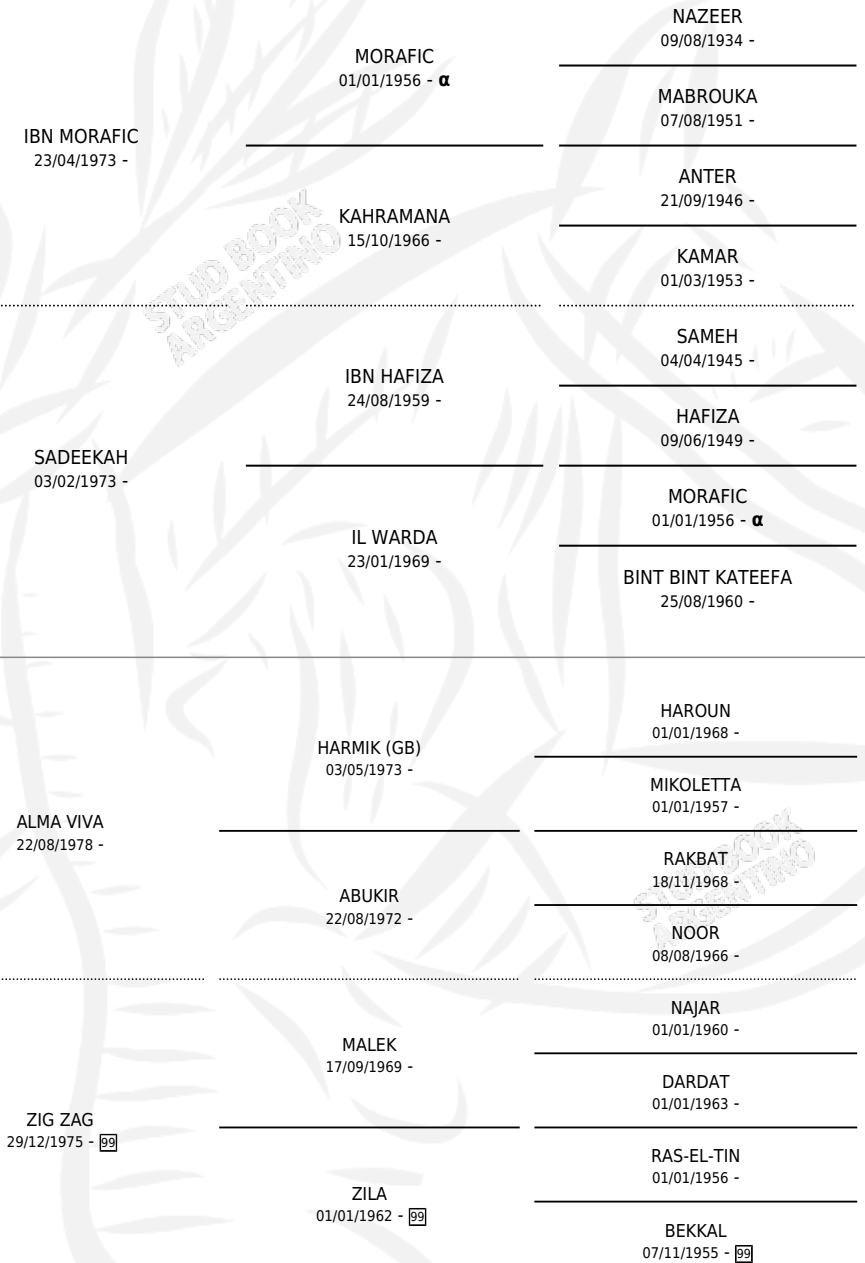 NAZEER
09/08/1934 -
MORAFIC
01/01/1956 - α
MABROUKA
07/08/1951 -
IBN MORAFIC
23/04/1973 -
ANTER
21/09/1946 -
KAHRAMANA
15/10/1966 -
KAMAR
01/03/1953 -
STUD BOOK
ARGENTINO
SAMEH
04/04/1945 -
IBN HAFIZA
24/08/1959 -
HAFIZA
09/06/1949 -
SADEEKAH
03/02/1973 -
MORAFIC
01/01/1956 - α
IL WARDA
23/01/1969 -
BINT BINT KATEEFA
25/08/1960 -
HAROUN
01/01/1968 -
HARMIK (GB)
03/05/1973 -
MIKOLETTA
01/01/1957 -
ALMA VIVA
22/08/1978 -
RAKBAT
18/11/1968 -
ABUKIR
22/08/1972 -
NOOR
08/08/1966 -
STUD BOOK
ARGENTINO
NAJAR
01/01/1960 -
MALEK
17/09/1969 -
DARDAT
01/01/1963 -
ZIG ZAG
29/12/1975 - 99
RAS-EL-TIN
01/01/1956 -
ZILA
01/01/1962 - 99
BEKKAL
07/11/1955 - 99